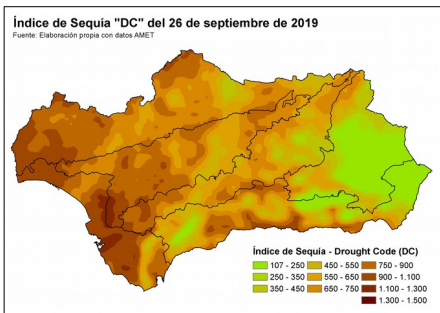 Índice de Sequía "DC" del 26 de septiembre de 2019
Fuente: Elaboración propia con datos AMET
Índice de Sequía - Drought Code (DC)
107 - 250 450 - 550 750 - 900
250 - 350 550 - 650 900 - 1.100
350 - 450 650 - 750 1.100 - 1.300
1.300 - 1.500